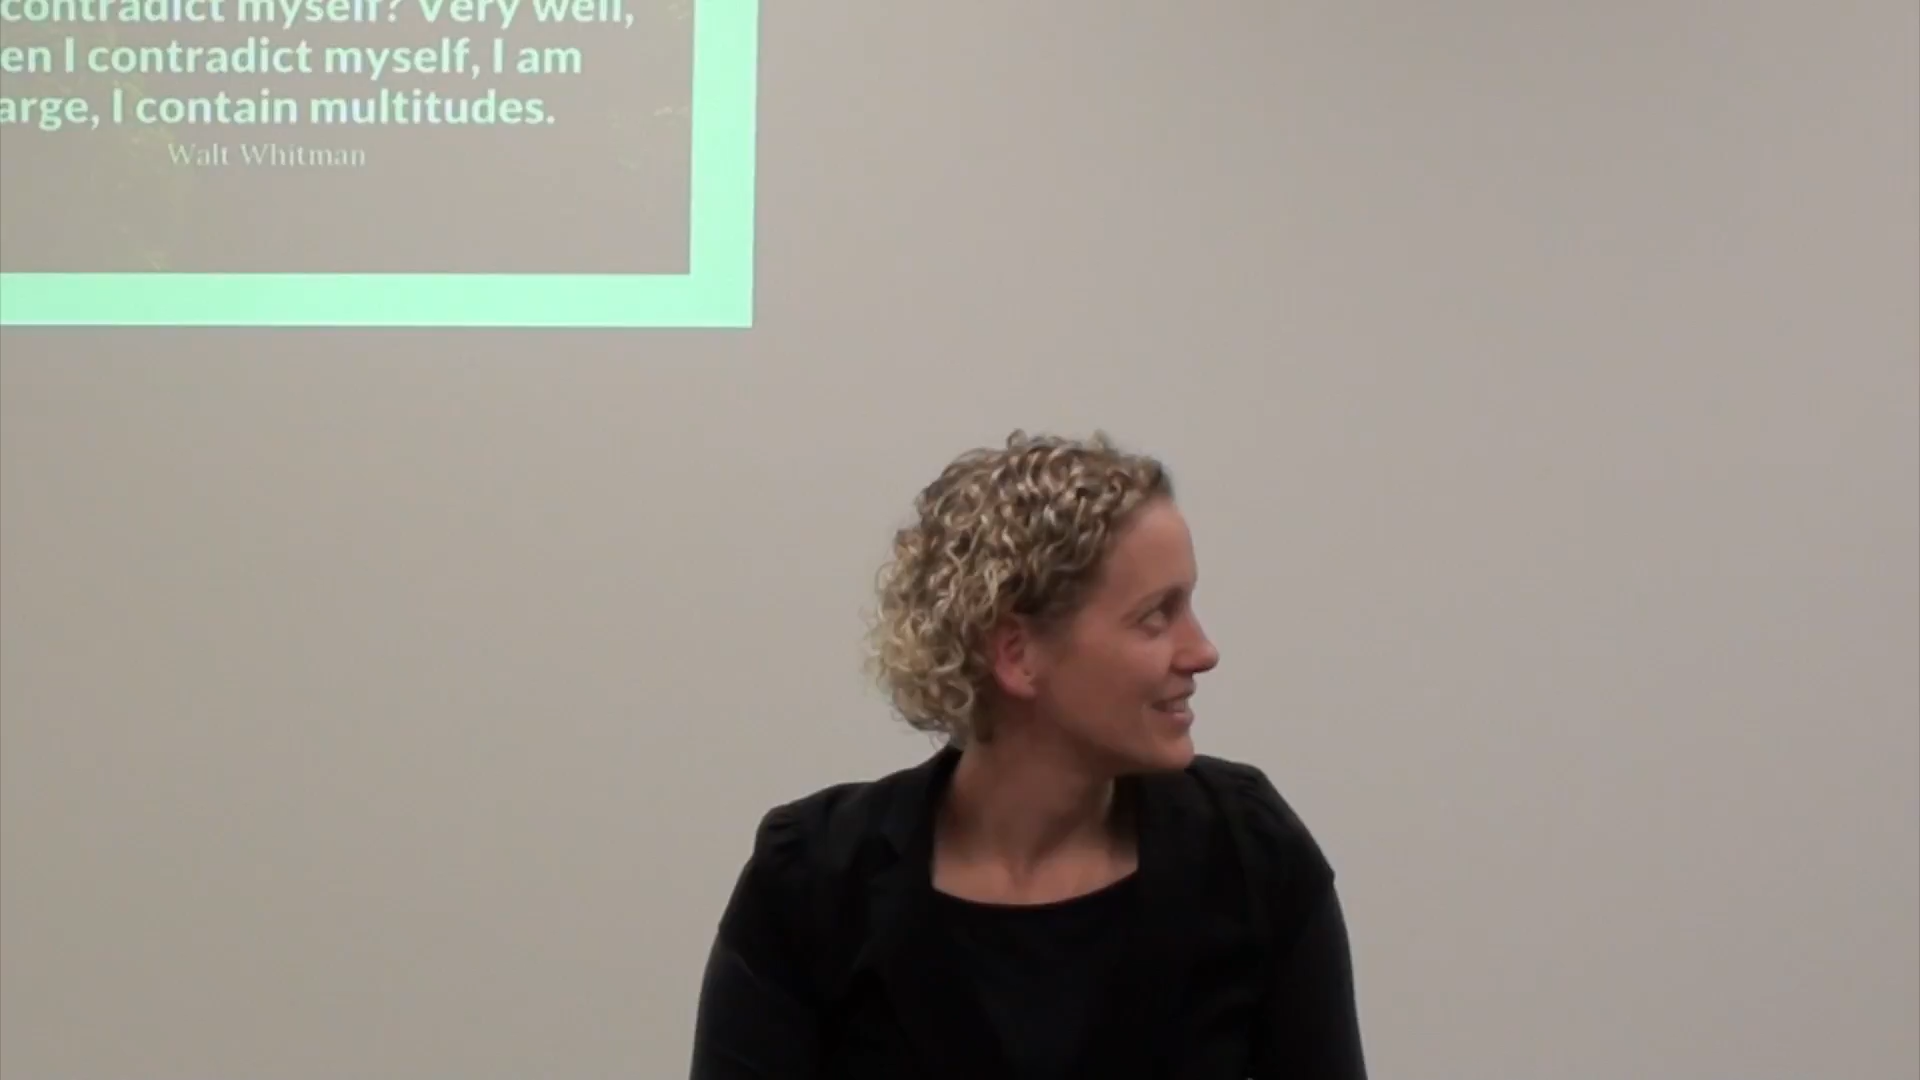 contradict myself? Very well,
en I contradict myself, I am
arge, I contain multitudes.
Walt Whitman